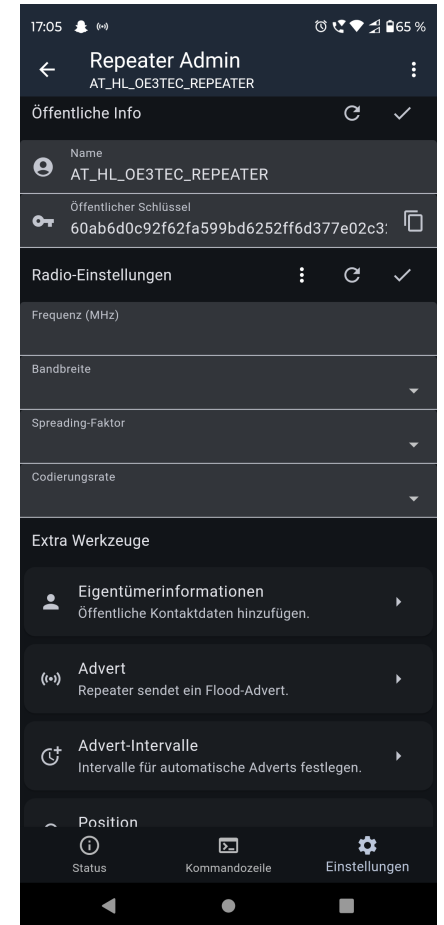 17:05
65 %
Repeater Admin
AT_HL_OE3TEC_REPEATER
Öffentliche Info
Name
AT_HL_OE3TEC_REPEATER
Öffentlicher Schlüssel
60ab6d0c92f62fa599bd6252ff6d377e02c3
Radio-Einstellungen
Frequenz (MHz)
Bandbreite
Spreading-Faktor
Codierungsrate
Extra Werkzeuge
Eigentümerinformationen
Öffentliche Kontaktdaten hinzufügen.
Advert
Repeater sendet ein Flood-Advert.
Advert-Intervalle
Intervalle für automatische Adverts festlegen.
Position
Status
Kommandozeile
Einstellungen